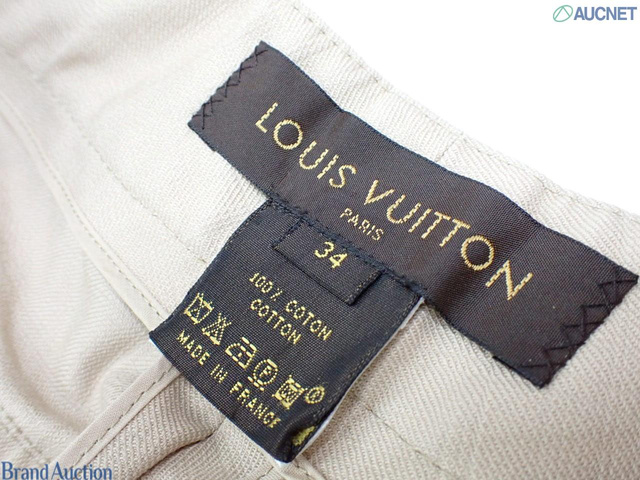 AUCNET
LOUIS VUITTON
PARIS
34
100% COTON
COTTON
MADE IN FRANCE
Brand Auction